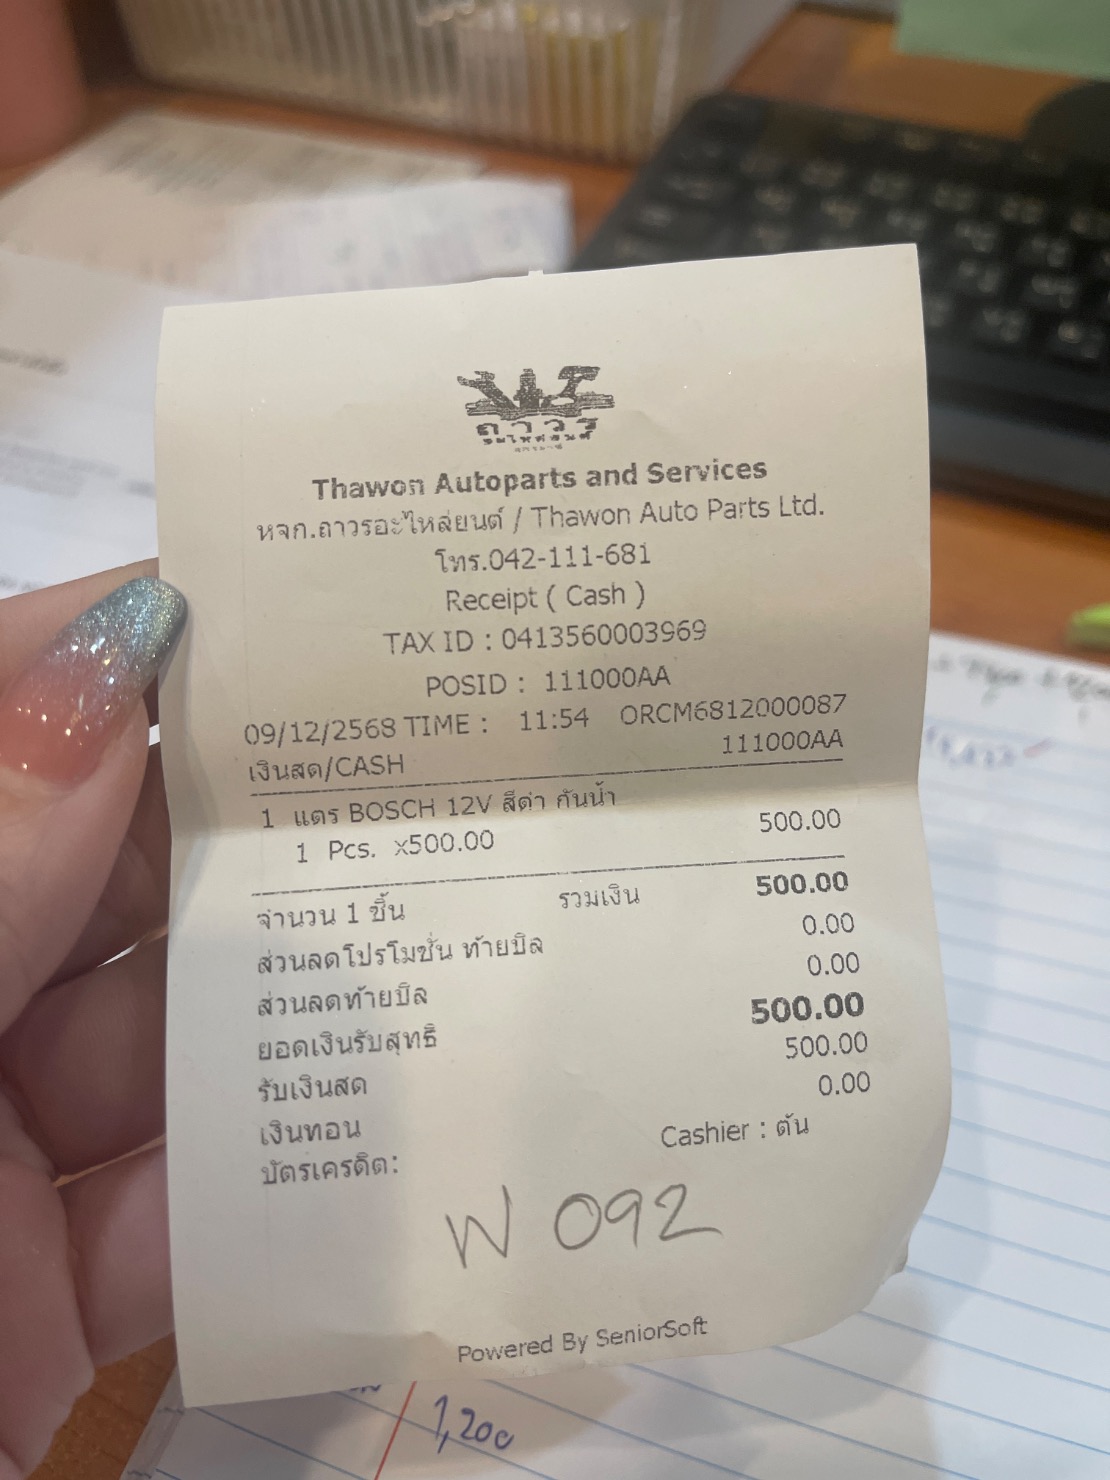 ถาวร
Thawon Autoparts and Services
หจก.ถาวรอะไหล่ยนต์ / Thawon Auto Parts Ltd.
โทร.042-111-681
Receipt ( Cash )
TAX ID : 0413560003969
POSID : 111000AA
09/12/2568 TIME : 11:54 ORCM6812000087
เงินสด/CASH 111000AA
1 แตร BOSCH 12V สีดำ กันน้ำ
1 Pcs. x500.00 500.00
จำนวน 1 ชิ้น รวมเงิน 500.00
ส่วนลดโปรโมชั่น ท้ายบิล 0.00
ส่วนลดท้ายบิล 0.00
ยอดเงินรับสุทธิ 500.00
รับเงินสด 500.00
เงินทอน 0.00
บัตรเครดิต: Cashier : ต้น
W 092
Powered By SeniorSoft
1,200